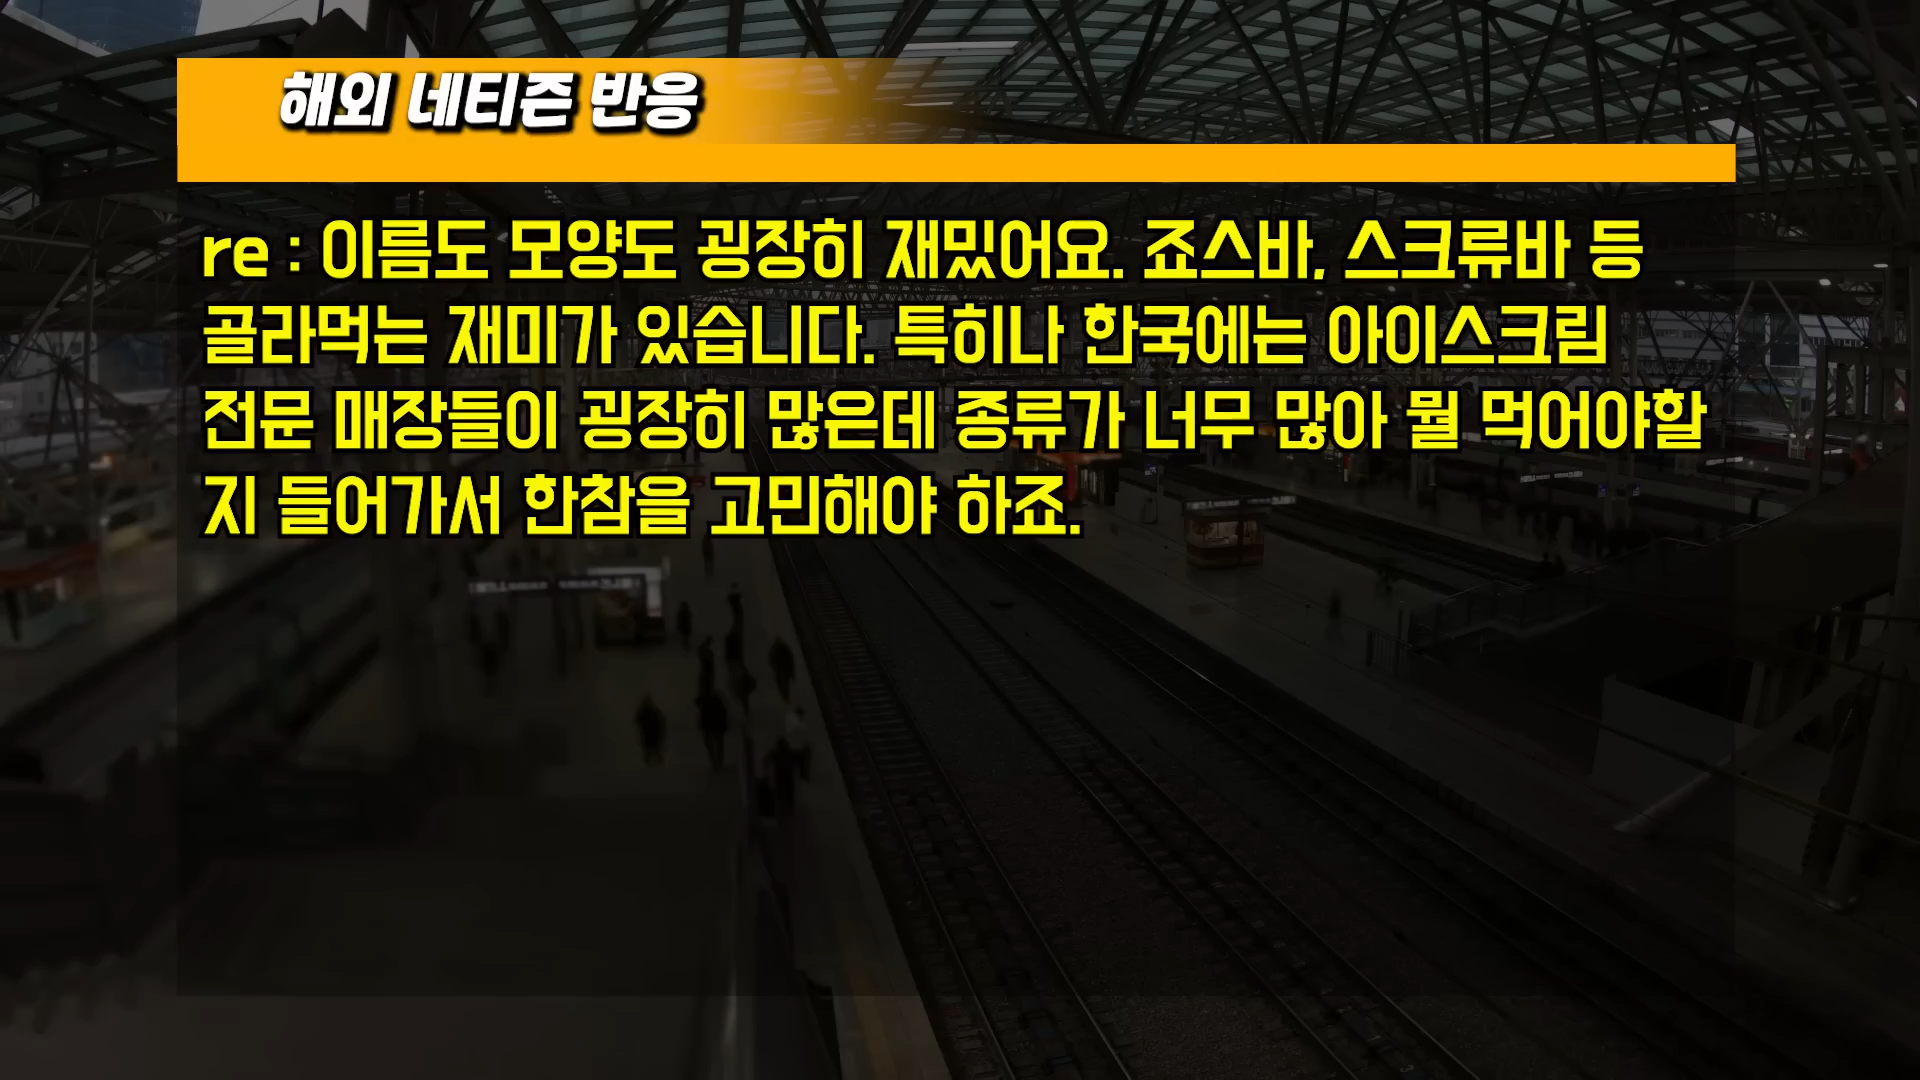 해외 네티즌 반응
re : 이름도 모양도 굉장히 재밌어요. 죠스바, 스크류바 등
골라먹는 재미가 있습니다. 특히나 한국에는 아이스크림
전문 매장들이 굉장히 많은데 종류가 너무 많아 뭘 먹어야할
지 들어가서 한참을 고민해야 하죠.